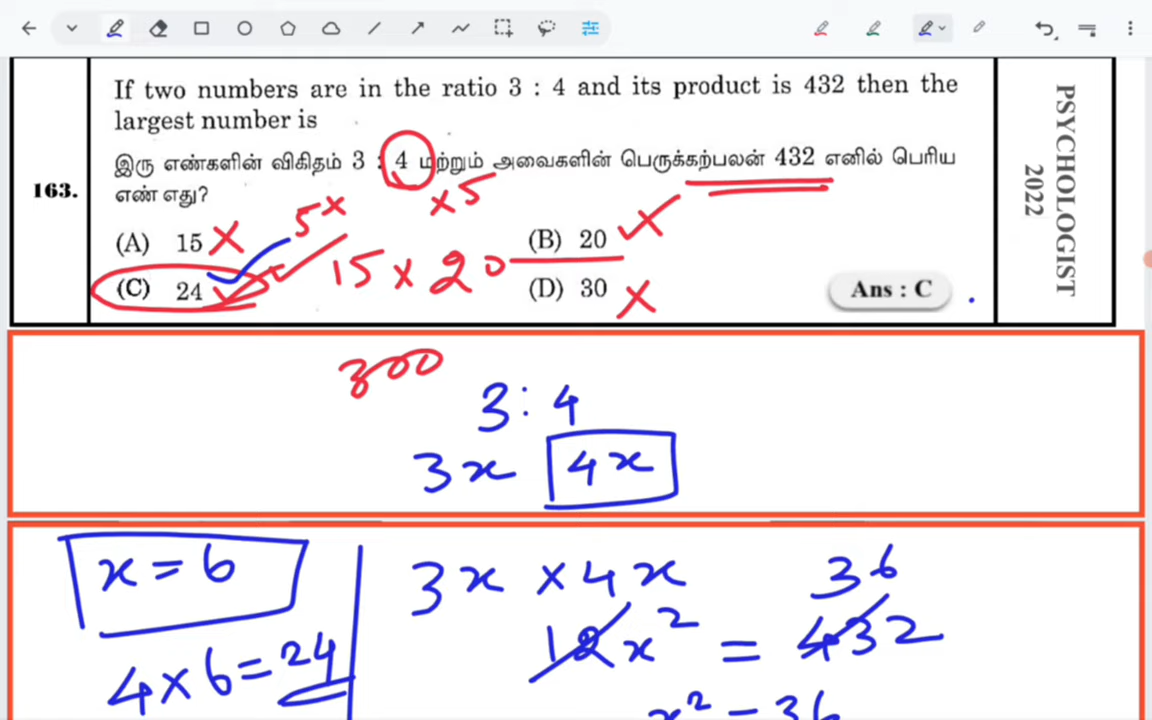 If two numbers are in the ratio 3 : 4 and its product is 432 then the
largest number is
இரு எண்களின் விகிதம் 3 : 4 மற்றும் அவைகளின் பெருக்கற்பலன் 432 எனில் பெரிய
163.
எண் எது?
×5
5×
(A) 15 ×
(B) 20
15 × 20
(C) 24
(D) 30 ×
Ans : C
PSYCHOLOGIST
2022
300
3 : 4
3x 4x
x = 6
3x × 4x
36
12x² = 432
4×6=24
x² = 36